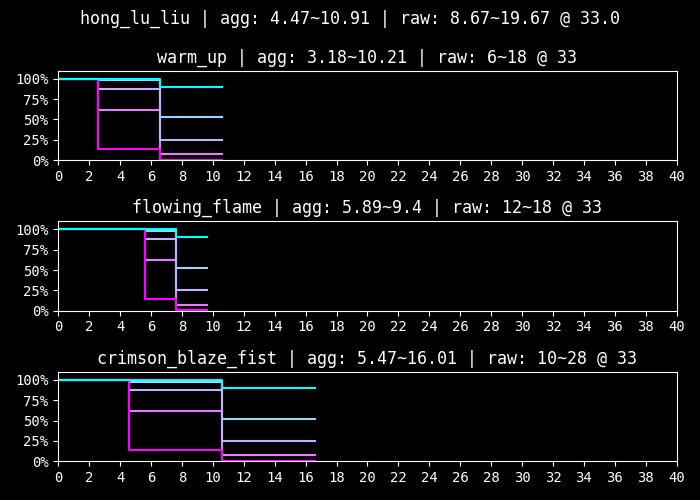 hong_lu_liu | agg: 4.47~10.91 | raw: 8.67~19.67 @ 33.0
warm_up | agg: 3.18~10.21 | raw: 6~18 @ 33
100%
75%
50%
25%
0%
0 2 4 6 8 10 12 14 16 18 20 22 24 26 28 30 32 34 36 38 40
flowing_flame | agg: 5.89~9.4 | raw: 12~18 @ 33
100%
75%
50%
25%
0%
0 2 4 6 8 10 12 14 16 18 20 22 24 26 28 30 32 34 36 38 40
crimson_blaze_fist | agg: 5.47~16.01 | raw: 10~28 @ 33
100%
75%
50%
25%
0%
0 2 4 6 8 10 12 14 16 18 20 22 24 26 28 30 32 34 36 38 40